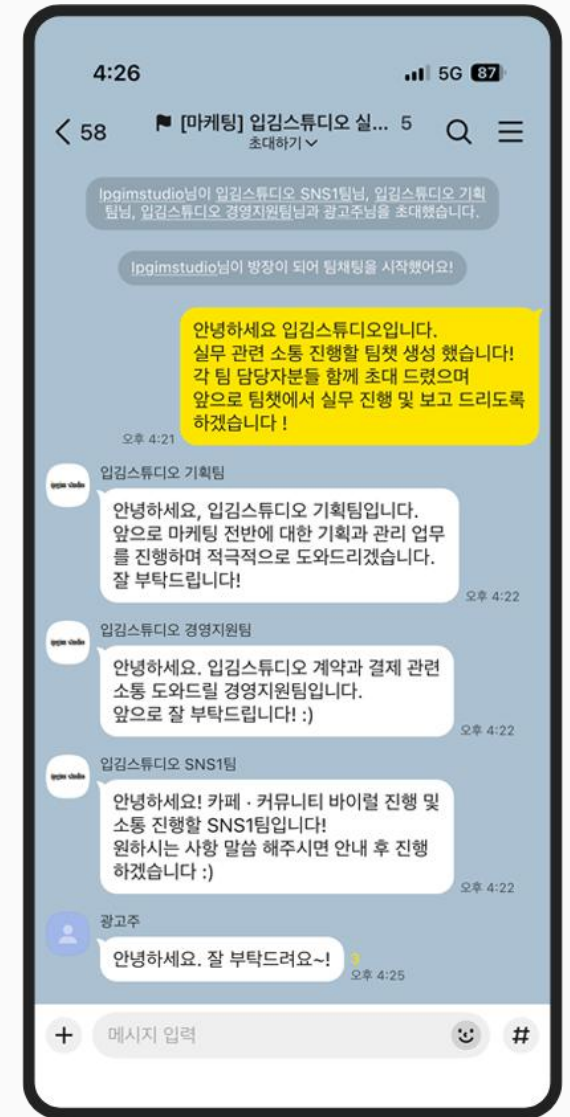 4:26
5G 87
58
[마케팅] 입김스튜디오 실... 5
초대하기
Ipgimstudio님이 입김스튜디오 SNS1팀님, 입김스튜디오 기획
팀님, 입김스튜디오 경영지원팀님과 광고주님을 초대했습니다.
Ipgimstudio님이 방장이 되어 팀채팅을 시작했어요!
안녕하세요 입김스튜디오입니다.
실무 관련 소통 진행할 팀챗 생성 했습니다!
각 팀 담당자분들 함께 초대 드렸으며
앞으로 팀챗에서 실무 진행 및 보고 드리도록
하겠습니다 !
오후 4:21
입김스튜디오 기획팀
ipgim studio
안녕하세요, 입김스튜디오 기획팀입니다.
앞으로 마케팅 전반에 대한 기획과 관리 업무
를 진행하며 적극적으로 도와드리겠습니다.
잘 부탁드립니다!
오후 4:22
입김스튜디오 경영지원팀
ipgim studio
안녕하세요. 입김스튜디오 계약과 결제 관련
소통 도와드릴 경영지원팀입니다.
앞으로 잘 부탁드립니다! :)
오후 4:22
입김스튜디오 SNS1팀
ipgim studio
안녕하세요! 카페 · 커뮤니티 바이럴 진행 및
소통 진행할 SNS1팀입니다!
원하시는 사항 말씀 해주시면 안내 후 진행
하겠습니다 :)
오후 4:22
광고주
안녕하세요. 잘 부탁드려요~!
3
오후 4:25
+
메시지 입력
#